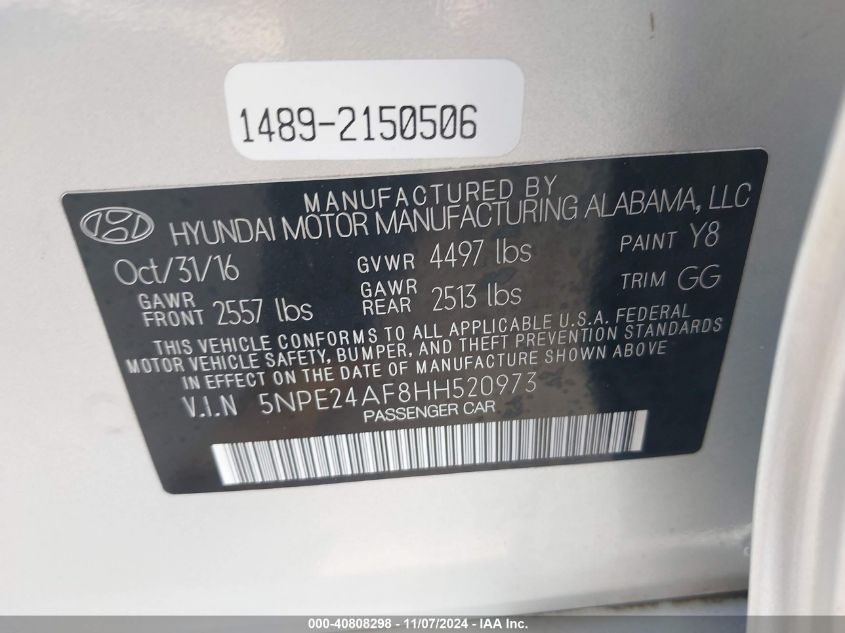 1489-2150506
MANUFACTURED BY
HYUNDAI MOTOR MANUFACTURING ALABAMA, LLC
Oct/31/16 GVWR 4497 lbs PAINT Y8
GAWR FRONT 2557 lbs GAWR REAR 2513 lbs TRIM GG
THIS VEHICLE CONFORMS TO ALL APPLICABLE U.S.A. FEDERAL
MOTOR VEHICLE SAFETY, BUMPER, AND THEFT PREVENTION STANDARDS
IN EFFECT ON THE DATE OF MANUFACTURE SHOWN ABOVE
V.I.N 5NPE24AF8HH520973
PASSENGER CAR
000-40808298 - 11/07/2024 - IAA Inc.